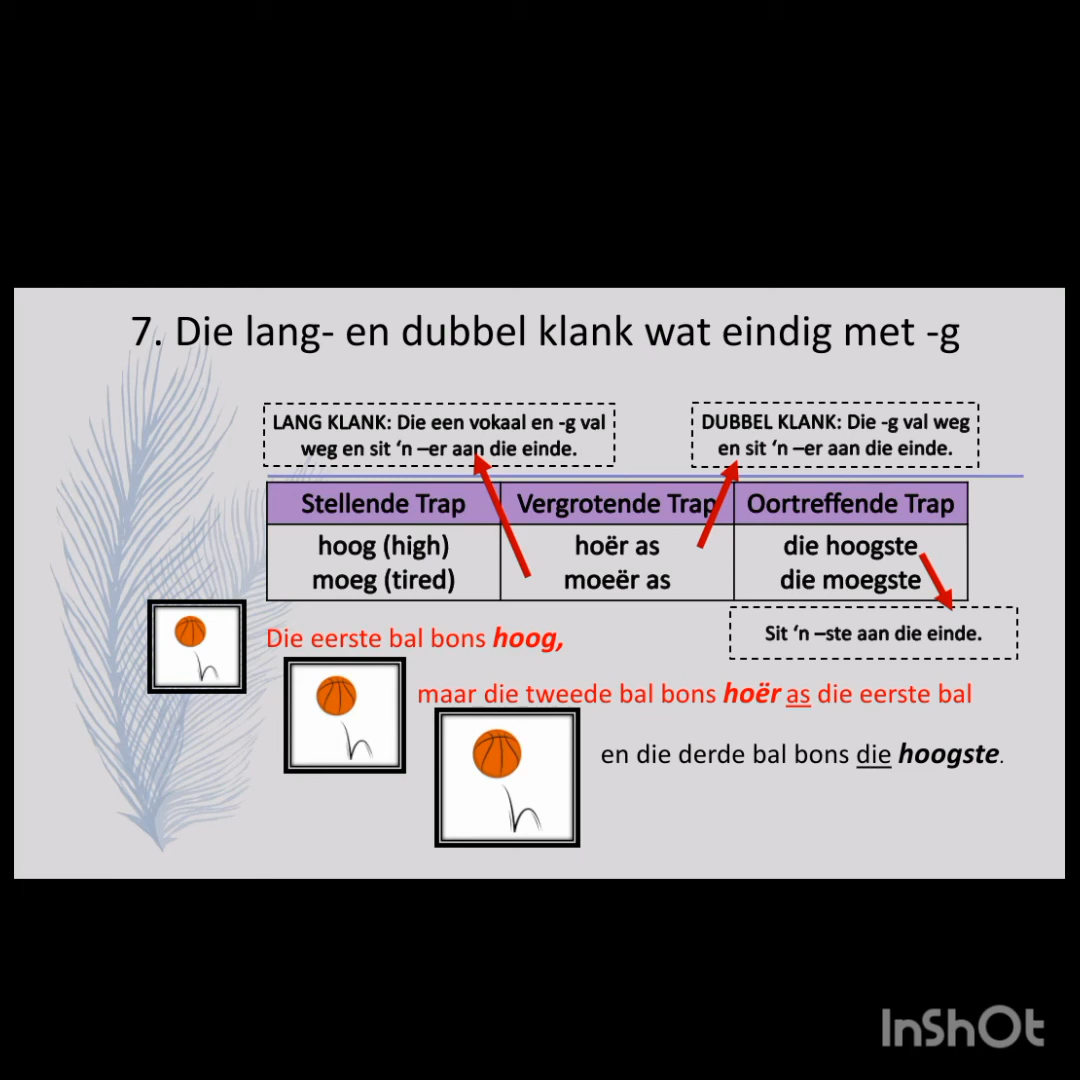 7. Die lang- en dubbel klank wat eindig met -g
LANG KLANK: Die een vokaal en -g val
weg en sit ‘n –er aan die einde.
DUBBEL KLANK: Die -g val weg
en sit ‘n –er aan die einde.
Stellende Trap Vergrotende Trap Oortreffende Trap
hoog (high) hoër as die hoogste
moeg (tired) moeër as die moegste
Sit ‘n –ste aan die einde.
Die eerste bal bons hoog,
maar die tweede bal bons hoër as die eerste bal
en die derde bal bons die hoogste.
InShOt